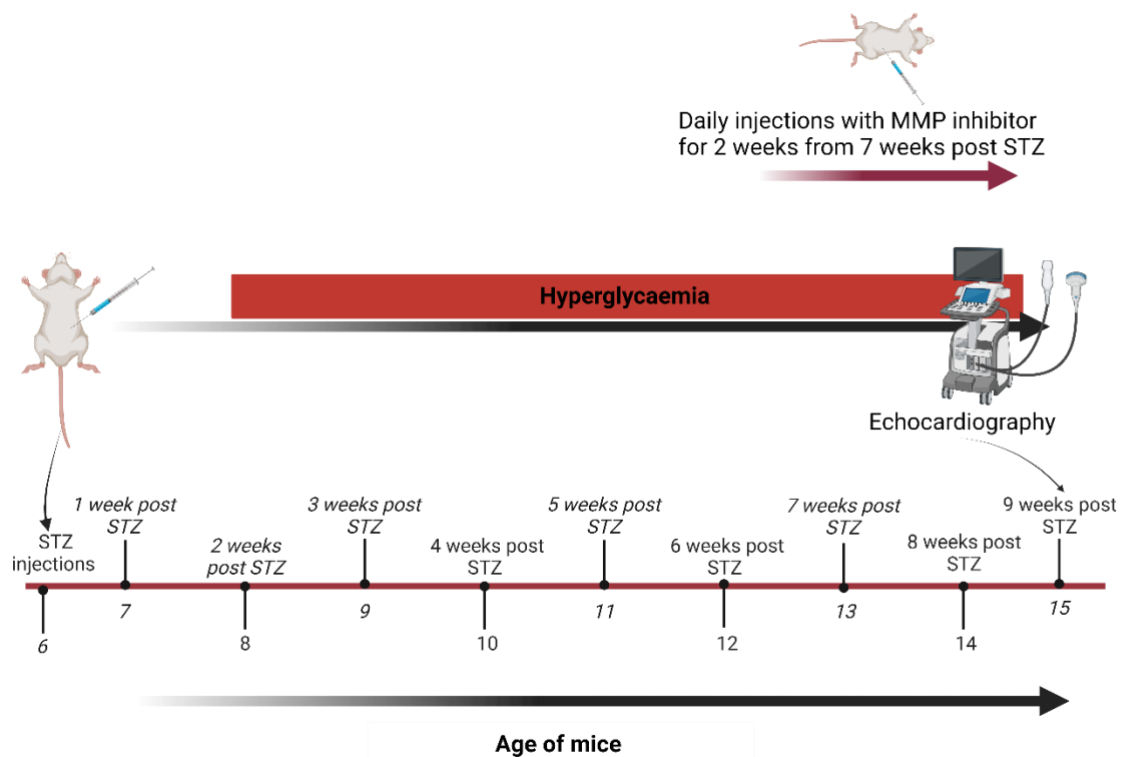 Daily injections with MMP inhibitor
for 2 weeks from 7 weeks post STZ
Hyperglycaemia
Echocardiography
STZ
injections
1 week post
STZ
2 weeks
post STZ
3 weeks post
STZ
4 weeks post
STZ
5 weeks post
STZ
6 weeks post
STZ
7 weeks post
STZ
8 weeks post
STZ
9 weeks post
STZ
6
7
8
9
10
11
12
13
14
15
Age of mice